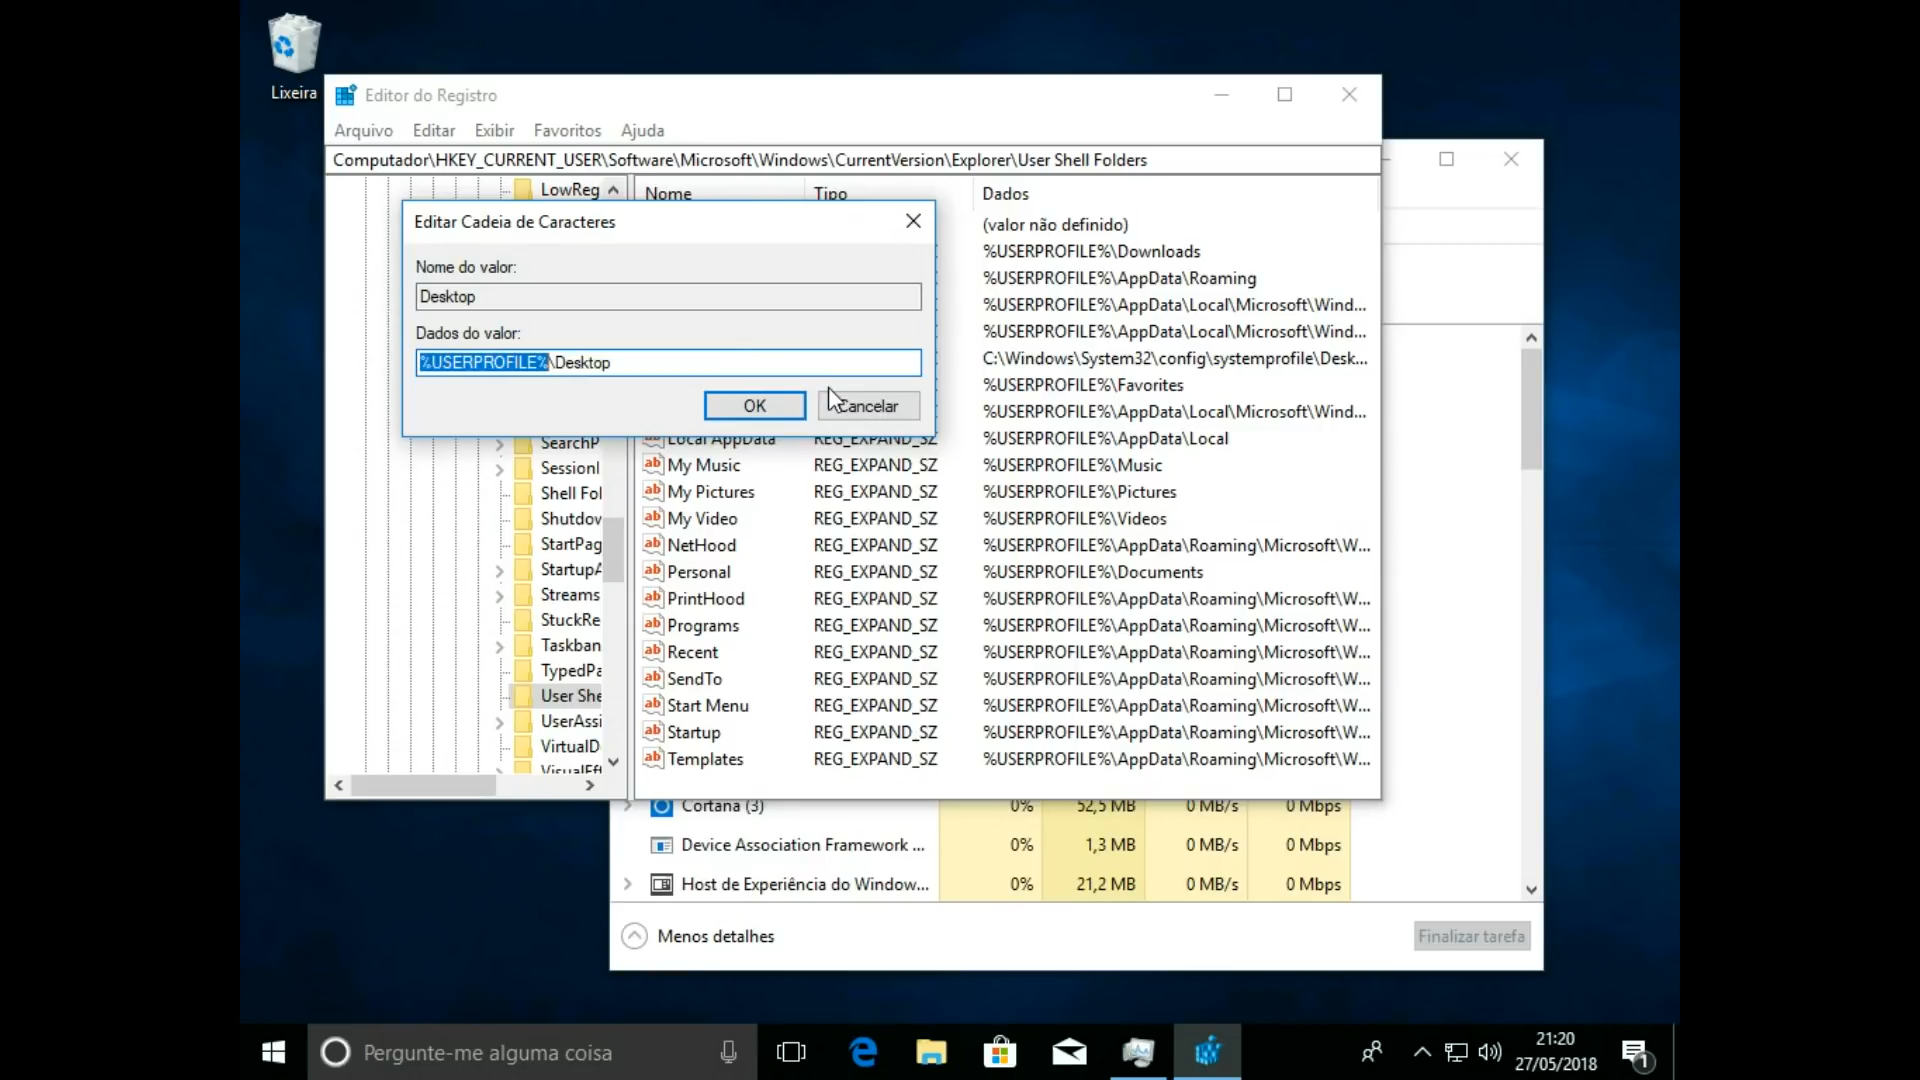 Lixeira
Editor do Registro
Arquivo Editar Exibir Favoritos Ajuda
Computador\HKEY_CURRENT_USER\Software\Microsoft\Windows\CurrentVersion\Explorer\User Shell Folders
LowReg
Nome Tipo Dados
Editar Cadeia de Caracteres
Nome do valor:
Desktop
Dados do valor:
%USERPROFILE%\Desktop
OK Cancelar
(valor não definido)
%USERPROFILE%\Downloads
%USERPROFILE%\AppData\Roaming
%USERPROFILE%\AppData\Local\Microsoft\Wind...
%USERPROFILE%\AppData\Local\Microsoft\Wind...
C:\Windows\System32\config\systemprofile\Desk...
%USERPROFILE%\Favorites
%USERPROFILE%\AppData\Local\Microsoft\Wind...
Local AppData REG_EXPAND_SZ %USERPROFILE%\AppData\Local
My Music REG_EXPAND_SZ %USERPROFILE%\Music
My Pictures REG_EXPAND_SZ %USERPROFILE%\Pictures
My Video REG_EXPAND_SZ %USERPROFILE%\Videos
NetHood REG_EXPAND_SZ %USERPROFILE%\AppData\Roaming\Microsoft\W...
Personal REG_EXPAND_SZ %USERPROFILE%\Documents
PrintHood REG_EXPAND_SZ %USERPROFILE%\AppData\Roaming\Microsoft\W...
Programs REG_EXPAND_SZ %USERPROFILE%\AppData\Roaming\Microsoft\W...
Recent REG_EXPAND_SZ %USERPROFILE%\AppData\Roaming\Microsoft\W...
SendTo REG_EXPAND_SZ %USERPROFILE%\AppData\Roaming\Microsoft\W...
Start Menu REG_EXPAND_SZ %USERPROFILE%\AppData\Roaming\Microsoft\W...
Startup REG_EXPAND_SZ %USERPROFILE%\AppData\Roaming\Microsoft\W...
Templates REG_EXPAND_SZ %USERPROFILE%\AppData\Roaming\Microsoft\W...
SearchP
SessionI
Shell Fol
Shutdov
StartPag
StartupA
Streams
StuckRe
Taskban
TypedPa
User She
UserAssi
VirtualD
VisualEff
Cortana (3) 0% 52,5 MB 0 MB/s 0 Mbps
Device Association Framework ... 0% 1,3 MB 0 MB/s 0 Mbps
Host de Experiência do Window... 0% 21,2 MB 0 MB/s 0 Mbps
Menos detalhes
Finalizar tarefa
Pergunte-me alguma coisa
21:20
27/05/2018
1